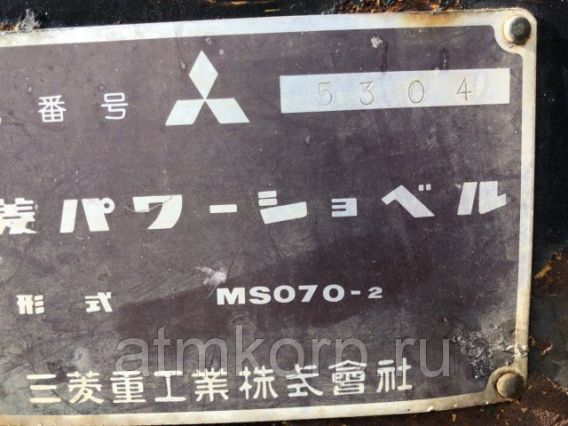 番号 5304
菱パワーショベル
形式 MS070-2
三菱重工業株式會社
atmkorp.ru